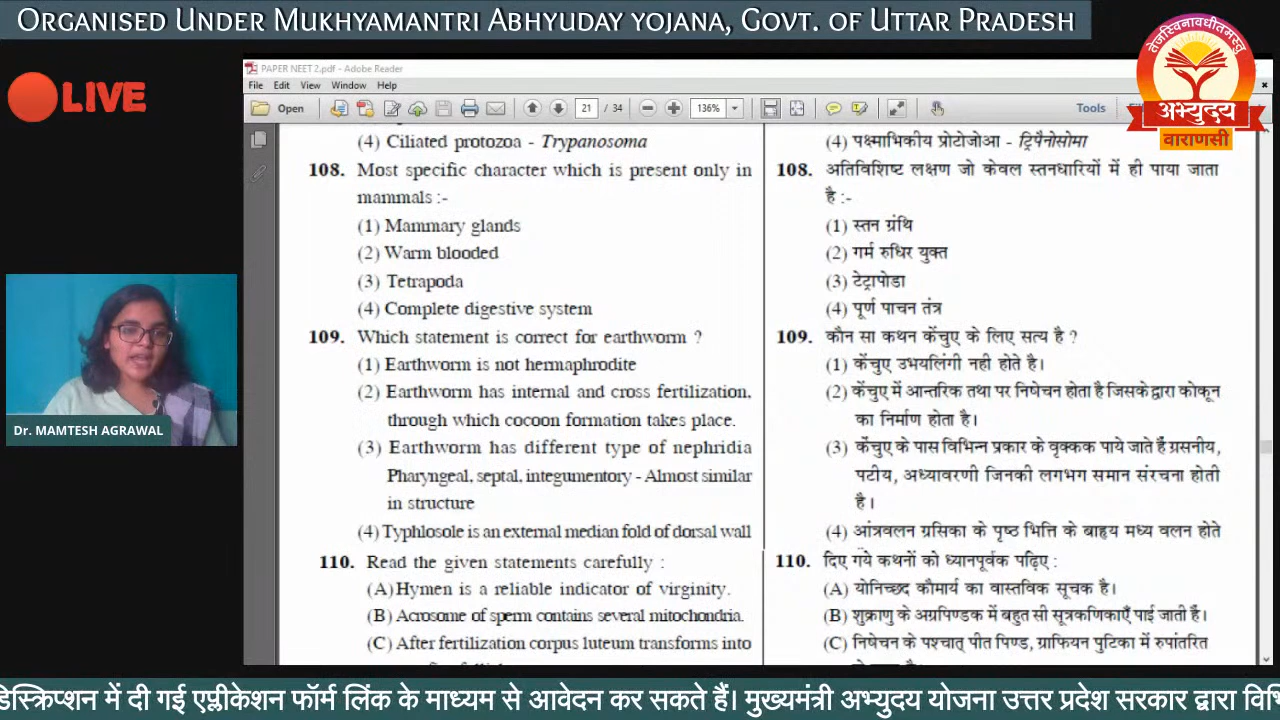 ORGANISED UNDER MUKHYAMANTRI ABHYUDAY YOJANA, GOVT. OF UTTAR PRADESH
तेजस्विनावधीतमस्तु
अभ्युदय
वाराणसी
LIVE
Dr. MAMTESH AGRAWAL
PAPER NEET 2.pdf - Adobe Reader
File Edit View Window Help
Open 21 / 34 136% Tools
(4) Ciliated protozoa - Trypanosoma
108. Most specific character which is present only in
mammals :-
(1) Mammary glands
(2) Warm blooded
(3) Tetrapoda
(4) Complete digestive system
109. Which statement is correct for earthworm ?
(1) Earthworm is not hermaphrodite
(2) Earthworm has internal and cross fertilization,
through which cocoon formation takes place.
(3) Earthworm has different type of nephridia
Pharyngeal, septal, integumentory - Almost similar
in structure
(4) Typhlosole is an external median fold of dorsal wall
110. Read the given statements carefully :
(A) Hymen is a reliable indicator of virginity.
(B) Acrosome of sperm contains several mitochondria.
(C) After fertilization corpus luteum transforms into
(4) पक्ष्माभिकीय प्रोटोजोआ - ट्रिपैनोसोमा
108. अतिविशिष्ट लक्षण जो केवल स्तनधारियों में ही पाया जाता
है :-
(1) स्तन ग्रंथि
(2) गर्म रुधिर युक्त
(3) टेट्रापोडा
(4) पूर्ण पाचन तंत्र
109. कौन सा कथन केंचुए के लिए सत्य है ?
(1) केंचुए उभयलिंगी नही होते है।
(2) केंचुए में आन्तरिक तथा पर निषेचन होता है जिसके द्वारा कोकून
का निर्माण होता है।
(3) केंचुए के पास विभिन्न प्रकार के वृक्कक पाये जाते हैं ग्रसनीय,
पटीय, अध्यावरणी जिनकी लगभग समान संरचना होती
है।
(4) आंत्रवलन ग्रसिका के पृष्ठ भित्ति के बाह्रय मध्य वलन होते
110. दिए गये कथनों को ध्यानपूर्वक पढ़िए :
(A) योनिच्छद कौमार्य का वास्तविक सूचक है।
(B) शुक्राणु के अग्रपिण्डक में बहुत सी सूत्रकणिकाएँ पाई जाती हैं।
(C) निषेचन के पश्चात् पीत पिण्ड, ग्राफियन पुटिका में रुपांतरित
डिस्क्रिप्शन में दी गई एप्लीकेशन फॉर्म लिंक के माध्यम से आवेदन कर सकते हैं। मुख्यमंत्री अभ्युदय योजना उत्तर प्रदेश सरकार द्वारा